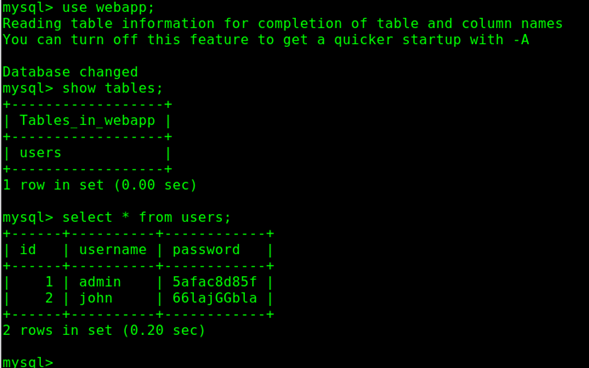 mysql> use webapp;
Reading table information for completion of table and column names
You can turn off this feature to get a quicker startup with -A
Database changed
mysql> show tables;
+------------------+
| Tables_in_webapp |
+------------------+
| users            |
+------------------+
1 row in set (0.00 sec)
mysql> select * from users;
+------+----------+------------+
| id   | username | password   |
+------+----------+------------+
|    1 | admin    | 5afac8d85f |
|    2 | john     | 66lajGGbla |
+------+----------+------------+
2 rows in set (0.20 sec)
mysql>